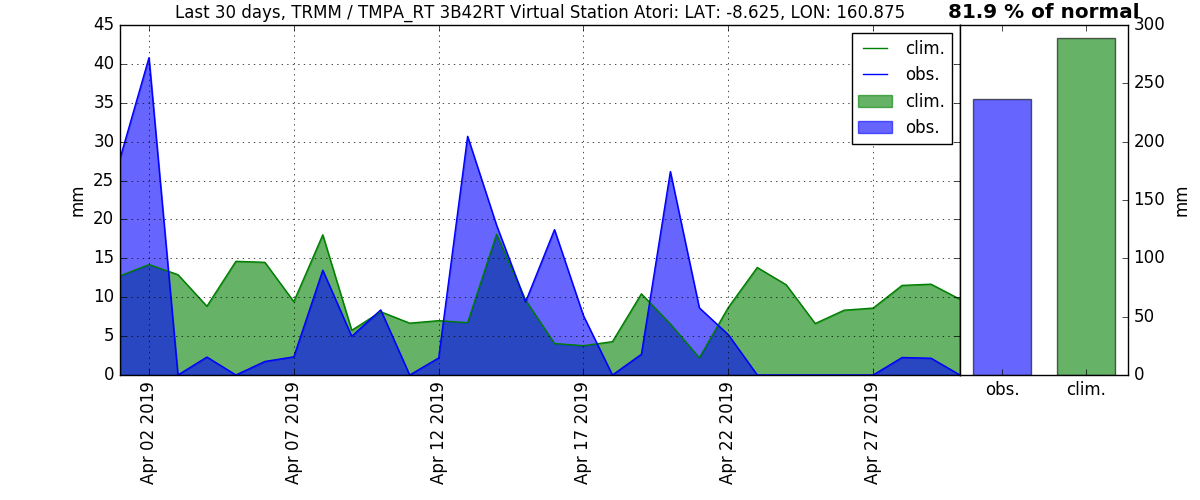 Last 30 days, TRMM / TMPA_RT 3B42RT Virtual Station Atori: LAT: -8.625, LON: 160.875
81.9 % of normal
45
40
35
30
25
20
15
10
5
0
mm
clim.
obs.
clim.
obs.
Apr 02 2019
Apr 07 2019
Apr 12 2019
Apr 17 2019
Apr 22 2019
Apr 27 2019
300
250
200
150
100
50
0
mm
obs.
clim.